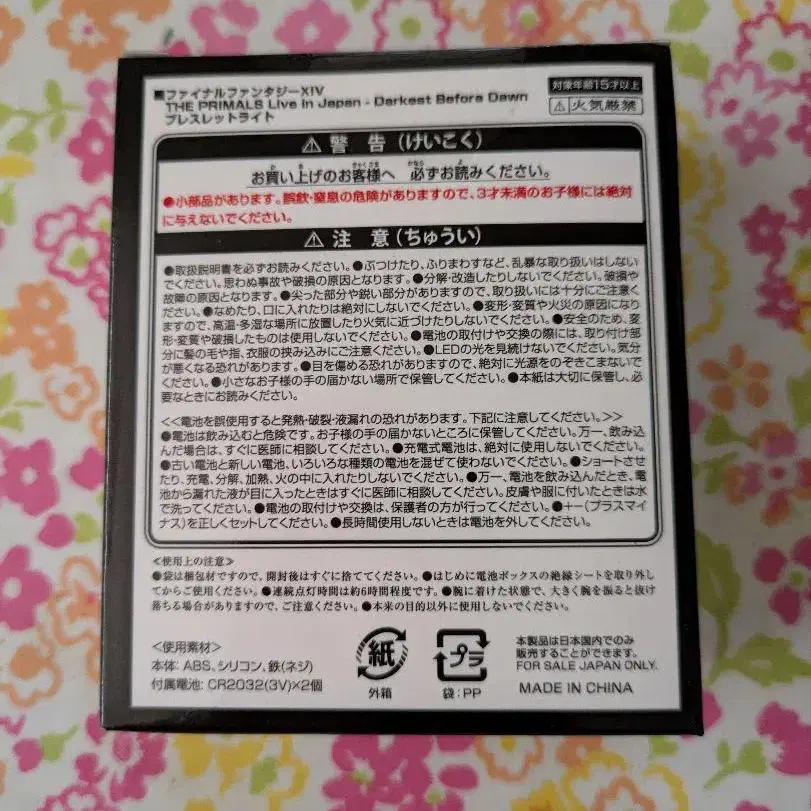 ■ファイナルファンタジーXIV
THE PRIMALS Live in Japan - Darkest Before Dawn
ブレスレットライト
対象年齢15才以上
⚠火気厳禁
⚠ 警 告 (けいこく)
お買い上げのお客様へ 必ずお読みください。
●小部品があります。誤飲・窒息の危険がありますので、3才未満のお子様には絶対
に与えないでください。
⚠ 注 意 (ちゅうい)
●取扱説明書を必ずお読みください。●ぶつけたり、ふりまわすなど、乱暴な取り扱いはしない
でください。思わぬ事故や破損の原因となります。●分解・改造したりしないでください。破損や
故障の原因となります。●尖った部分や鋭い部分がありますので、取り扱いには十分にご注意く
ださい。●なめたり、口に入れたりは絶対にしないでください。●変形・変質や火災の原因になり
ますので、高温・多湿な場所に放置したり火気に近づけたりしないでください。●安全のため、変
形・変質や破損したものは使用しないでください。●電池の取付けや交換の際には、取り付け部
分に髪の毛や指、衣服の挟み込みにご注意ください。●LEDの光を見続けないでください。気分
が悪くなる恐れがあります。●目を傷める恐れがありますので、絶対に光源をのぞきこまないで
ください。●小さなお子様の手の届かない場所で保管してください。●本紙は大切に保管し、必
要なときにお読みください。
<<電池を誤使用すると発熱・破裂・液漏れの恐れがあります。下記に注意してください。>>
●電池は飲み込むと危険です。お子様の手の届かないところに保管してください。万一、飲み込
んだ場合は、すぐに医師に相談してください。●充電式電池は、絶対に使用しないでください。
●古い電池と新しい電池、いろいろな種類の電池を混ぜて使わないでください。●ショートさせ
たり、充電、分解、加熱、火の中に入れたりしないでください。●万一、電池を飲み込んだとき、電
池から漏れた液が目に入ったときはすぐに医師に相談してください。皮膚や服に付いたときは水
で洗ってください。●電池の取付けや交換は、保護者の方が行ってください。●+－(プラスマイ
ナス)を正しくセットしてください。●長時間使用しないときは電池を外してください。
<使用上の注意>
●袋は梱包材ですので、開封後はすぐに捨ててください。●はじめに電池ボックスの絶縁シートを取り外し
てからご使用ください。●連続点灯時間は約6時間程度です。●腕に着けた状態で、大きく腕を振ると抜け
落ちる場合がありますので、ご注意ください。●本来の目的以外に使用しないでください。
<使用素材>
本体: ABS、シリコン、鉄(ネジ)
付属電池: CR2032(3V)×2個
紙
外箱
プラ
袋:PP
本製品は日本国内でのみ
販売することができます。
FOR SALE JAPAN ONLY.
MADE IN CHINA